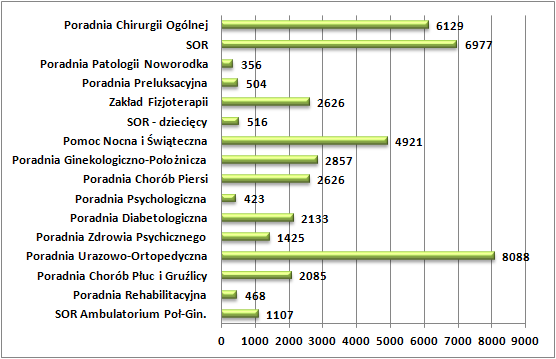 Poradnia Chirurgii Ogólnej 6129
SOR 6977
Poradnia Patologii Noworodka 356
Poradnia Preluksacyjna 504
Zakład Fizjoterapii 2626
SOR - dziecięcy 516
Pomoc Nocna i Świąteczna 4921
Poradnia Ginekologiczno-Położnicza 2857
Poradnia Chorób Piersi 2626
Poradnia Psychologiczna 423
Poradnia Diabetologiczna 2133
Poradnia Zdrowia Psychicznego 1425
Poradnia Urazowo-Ortopedyczna 8088
Poradnia Chorób Płuc i Gruźlicy 2085
Poradnia Rehabilitacyjna 468
SOR Ambulatorium Poł-Gin. 1107
0 1000 2000 3000 4000 5000 6000 7000 8000 9000